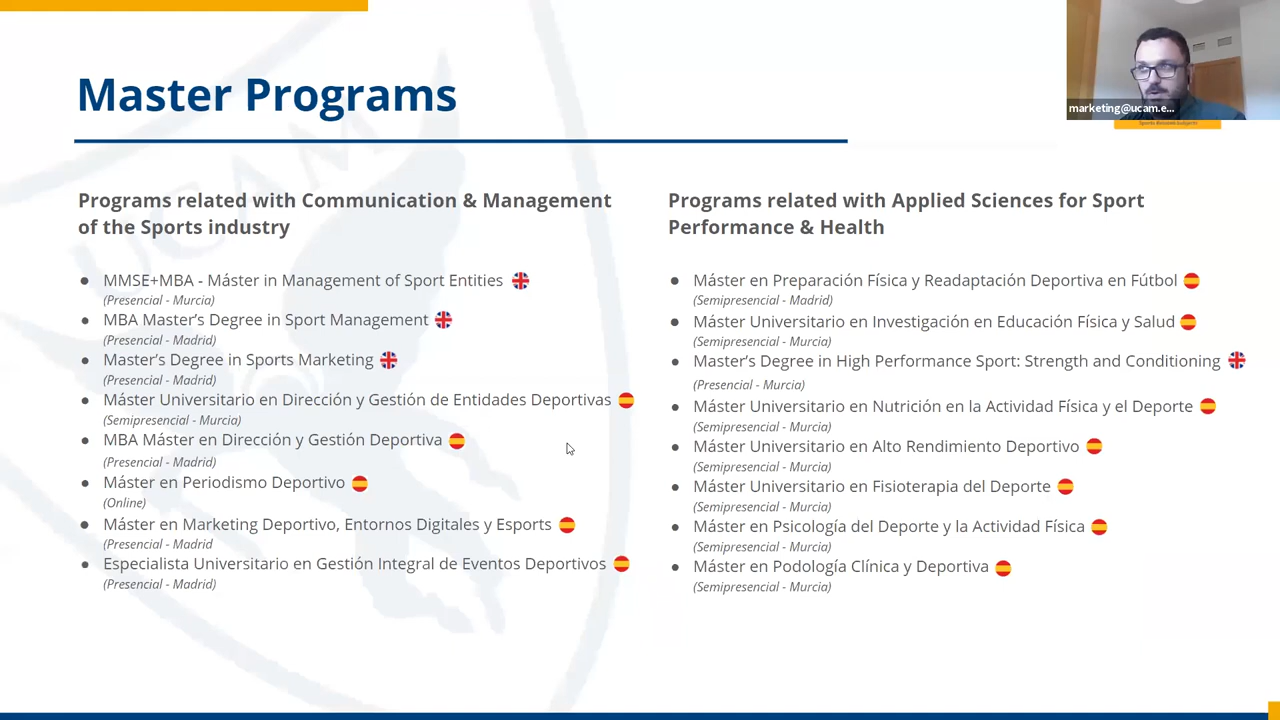 Master Programs
marketing@ucam.e...
Programs related with Communication & Management
of the Sports industry
MMSE+MBA - Máster in Management of Sport Entities
(Presencial - Murcia)
MBA Master's Degree in Sport Management
(Presencial - Madrid)
Master's Degree in Sports Marketing
(Presencial - Madrid)
Máster Universitario en Dirección y Gestión de Entidades Deportivas
(Semipresencial - Murcia)
MBA Máster en Dirección y Gestión Deportiva
(Presencial - Madrid)
Máster en Periodismo Deportivo
(Online)
Máster en Marketing Deportivo, Entornos Digitales y Esports
(Presencial - Madrid
Especialista Universitario en Gestión Integral de Eventos Deportivos
(Presencial - Madrid)
Programs related with Applied Sciences for Sport
Performance & Health
Máster en Preparación Física y Readaptación Deportiva en Fútbol
(Semipresencial - Madrid)
Máster Universitario en Investigación en Educación Física y Salud
(Semipresencial - Murcia)
Master's Degree in High Performance Sport: Strength and Conditioning
(Presencial - Murcia)
Máster Universitario en Nutrición en la Actividad Física y el Deporte
(Semipresencial - Murcia)
Máster Universitario en Alto Rendimiento Deportivo
(Semipresencial - Murcia)
Máster Universitario en Fisioterapia del Deporte
(Semipresencial - Murcia)
Máster en Psicología del Deporte y la Actividad Física
(Semipresencial - Murcia)
Máster en Podología Clínica y Deportiva
(Semipresencial - Murcia)
UCAM